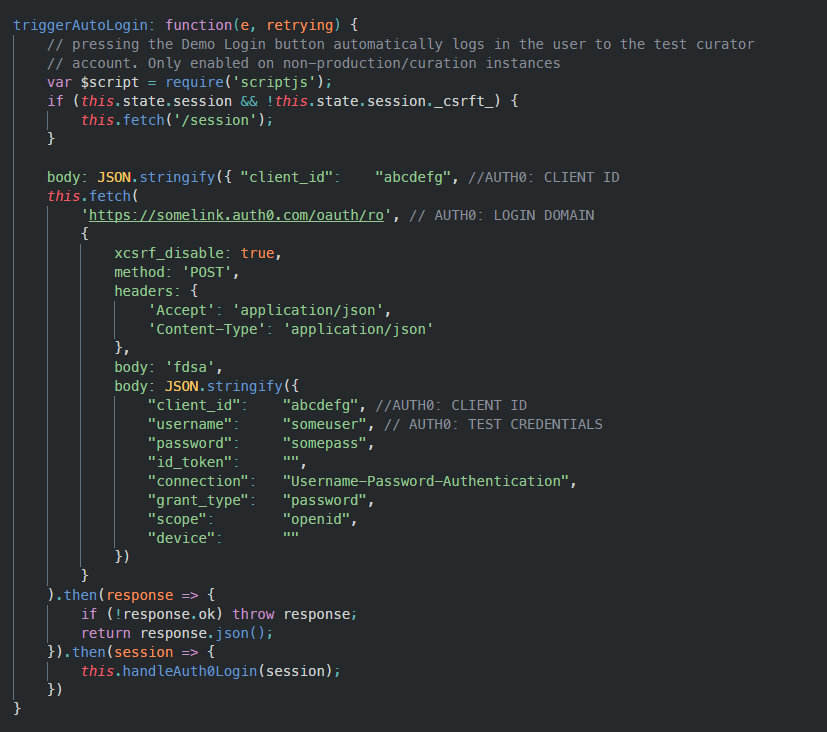 triggerAutoLogin: function(e, retrying) {
    // pressing the Demo Login button automatically logs in the user to the test curator
    // account. Only enabled on non-production/curation instances
    var $script = require('scriptjs');
    if (this.state.session && !this.state.session._csrft_) {
        this.fetch('/session');
    }

    body: JSON.stringify({ "client_id":    "abcdefg", //AUTH0: CLIENT ID
    this.fetch(
        'https://somelink.auth0.com/oauth/ro', // AUTH0: LOGIN DOMAIN
        {
            xcsrf_disable: true,
            method: 'POST',
            headers: {
                'Accept': 'application/json',
                'Content-Type': 'application/json'
            },
            body: 'fdsa',
            body: JSON.stringify({
                "client_id":    "abcdefg", //AUTH0: CLIENT ID
                "username":     "someuser", // AUTH0: TEST CREDENTIALS
                "password":     "somepass",
                "id_token":     "",
                "connection":   "Username-Password-Authentication",
                "grant_type":   "password",
                "scope":        "openid",
                "device":       ""
            })
        }
    ).then(response => {
        if (!response.ok) throw response;
        return response.json();
    }).then(session => {
        this.handleAuth0Login(session);
    })
}